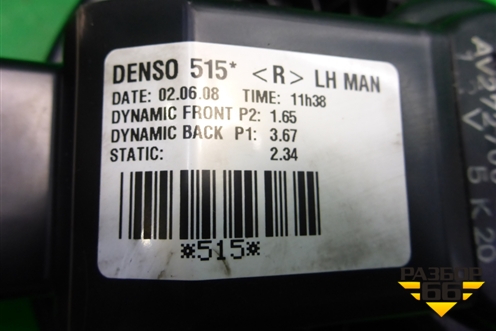 DENSO 515* <R> LH MAN
DATE: 02.06.08 TIME: 11h38
DYNAMIC FRONT P2: 1.65
DYNAMIC BACK P1: 3.67
STATIC: 2.34
*515*
РАЗБОР
66